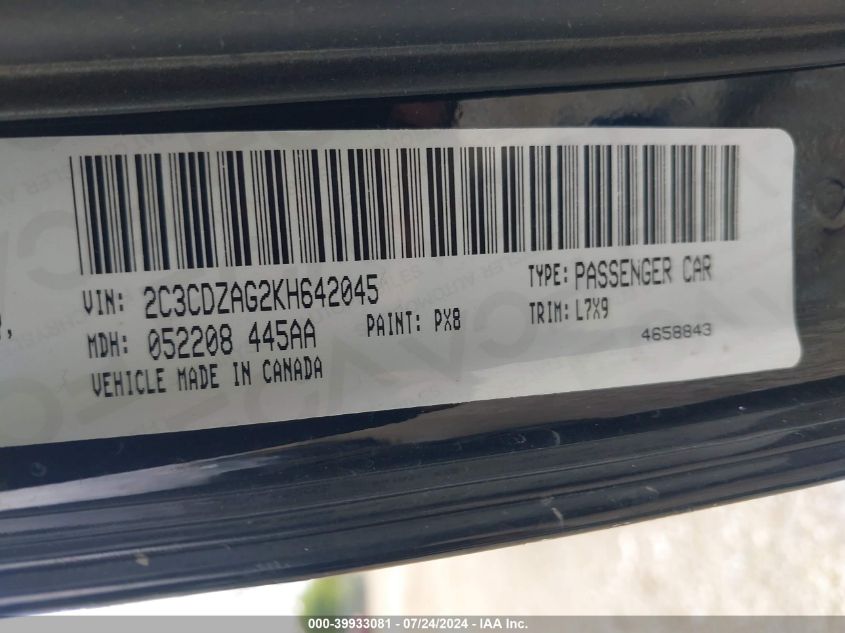 VIN: 2C3CDZAG2KH642045
TYPE: PASSENGER CAR
MDH: 052208 445AA
PAINT: PX8
TRIM: L7X9
VEHICLE MADE IN CANADA
4658843
000-39933081 - 07/24/2024 - IAA Inc.